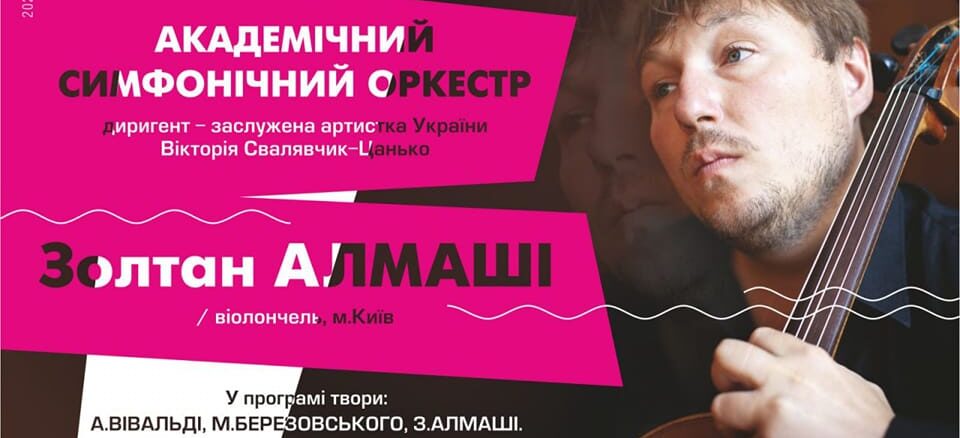 АКАДЕМІЧНИЙ
СИМФОНІЧНИЙ ОРКЕСТР
диригент – заслужена артистка України
Вікторія Свалявчик-Цанько
Золтан АЛМАШІ
/ віолончель, м.Київ
У програмі твори:
А.ВІВАЛЬДІ, М.БЕРЕЗОВСЬКОГО, З.АЛМАШІ.